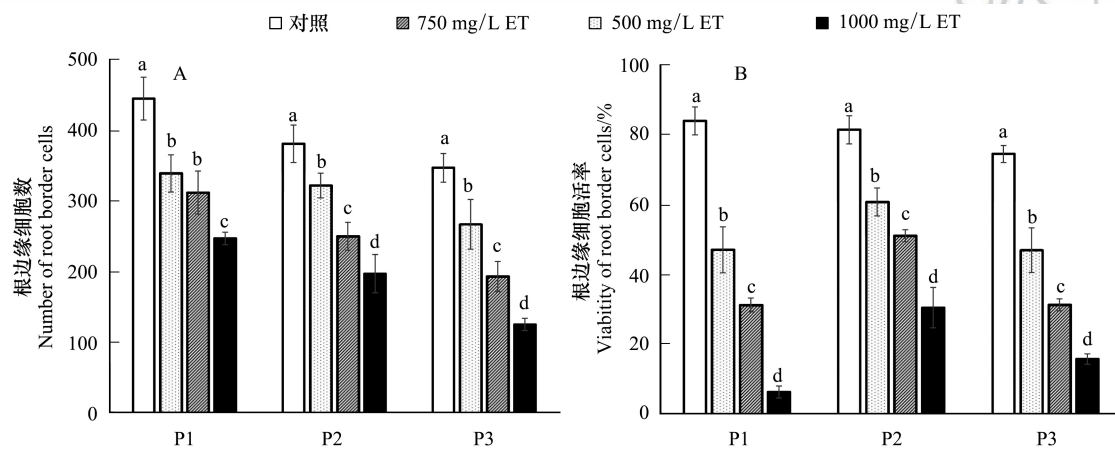 对照 750 mg/L ET 500 mg/L ET 1000 mg/L ET
A
根边缘细胞数
Number of root border cells
500
400
300
200
100
0
a b b c
a b c d
a b c d
P1 P2 P3
B
根边缘细胞活率
Viabitity of root border cells/%
100
80
60
40
20
0
a b c d
a b c d
a b c d
P1 P2 P3